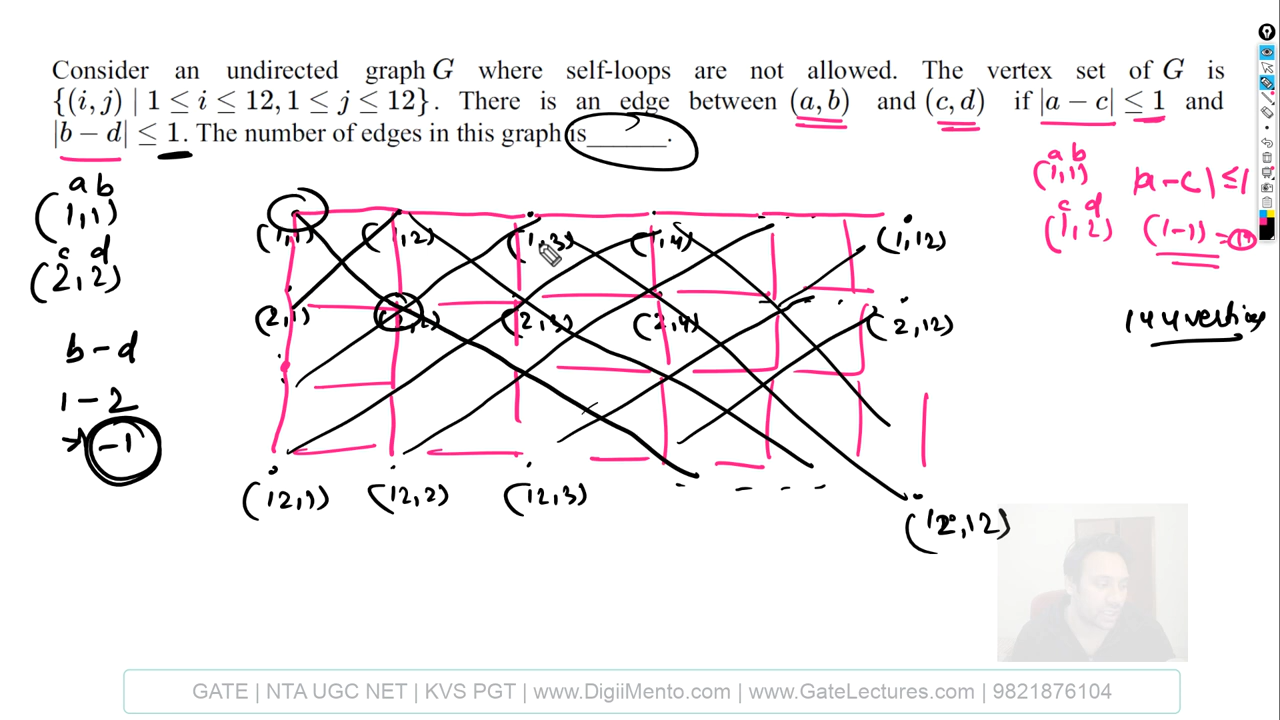 Consider an undirected graph G where self-loops are not allowed. The vertex set of G is
{(i, j) | 1 ≤ i ≤ 12, 1 ≤ j ≤ 12}. There is an edge between (a, b) and (c, d) if |a − c| ≤ 1 and
|b − d| ≤ 1. The number of edges in this graph is______.
a b
(1,1)
c d
(2,2)
b - d
1 - 2
-1
a b
(1,1)
|a - c| ≤ 1
c d
(1,2)
(1-1) =
144 vertices
(1,1) (1,2) (1,3) (1,4) (1,12)
(2,1) (2,2) (2,3) (2,4) (2,12)
(12,1) (12,2) (12,3)
(12,12)
GATE | NTA UGC NET | KVS PGT | www.DigiiMento.com | www.GateLectures.com | 9821876104